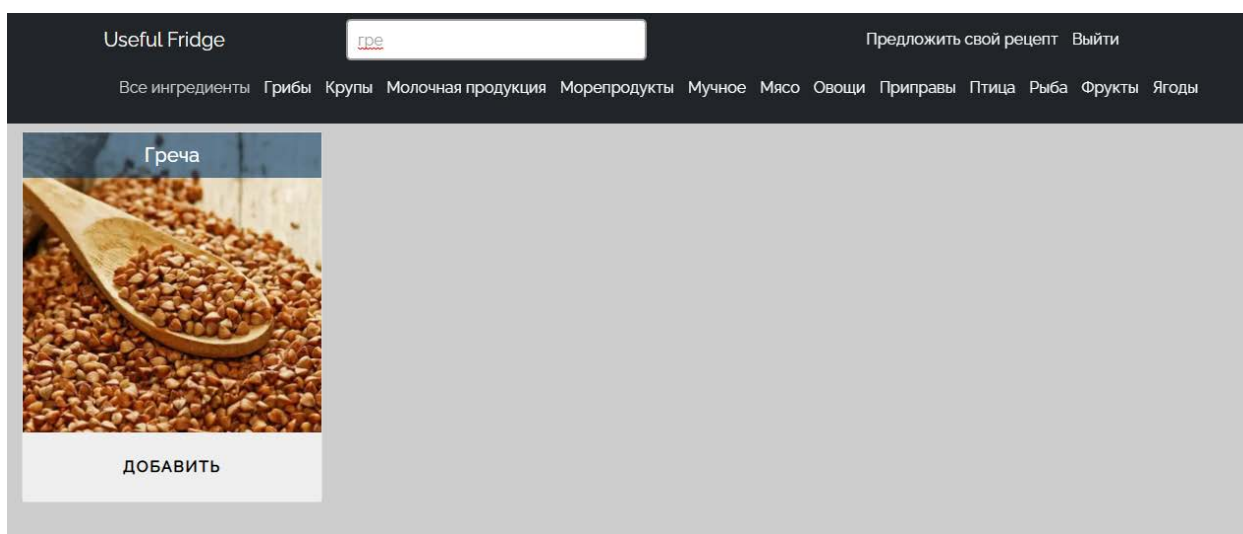 Useful Fridge
гре
Предложить свой рецепт Выйти
Все ингредиенты Грибы Крупы Молочная продукция Морепродукты Мучное Мясо Овощи Приправы Птица Рыба Фрукты Ягоды
Греча
ДОБАВИТЬ